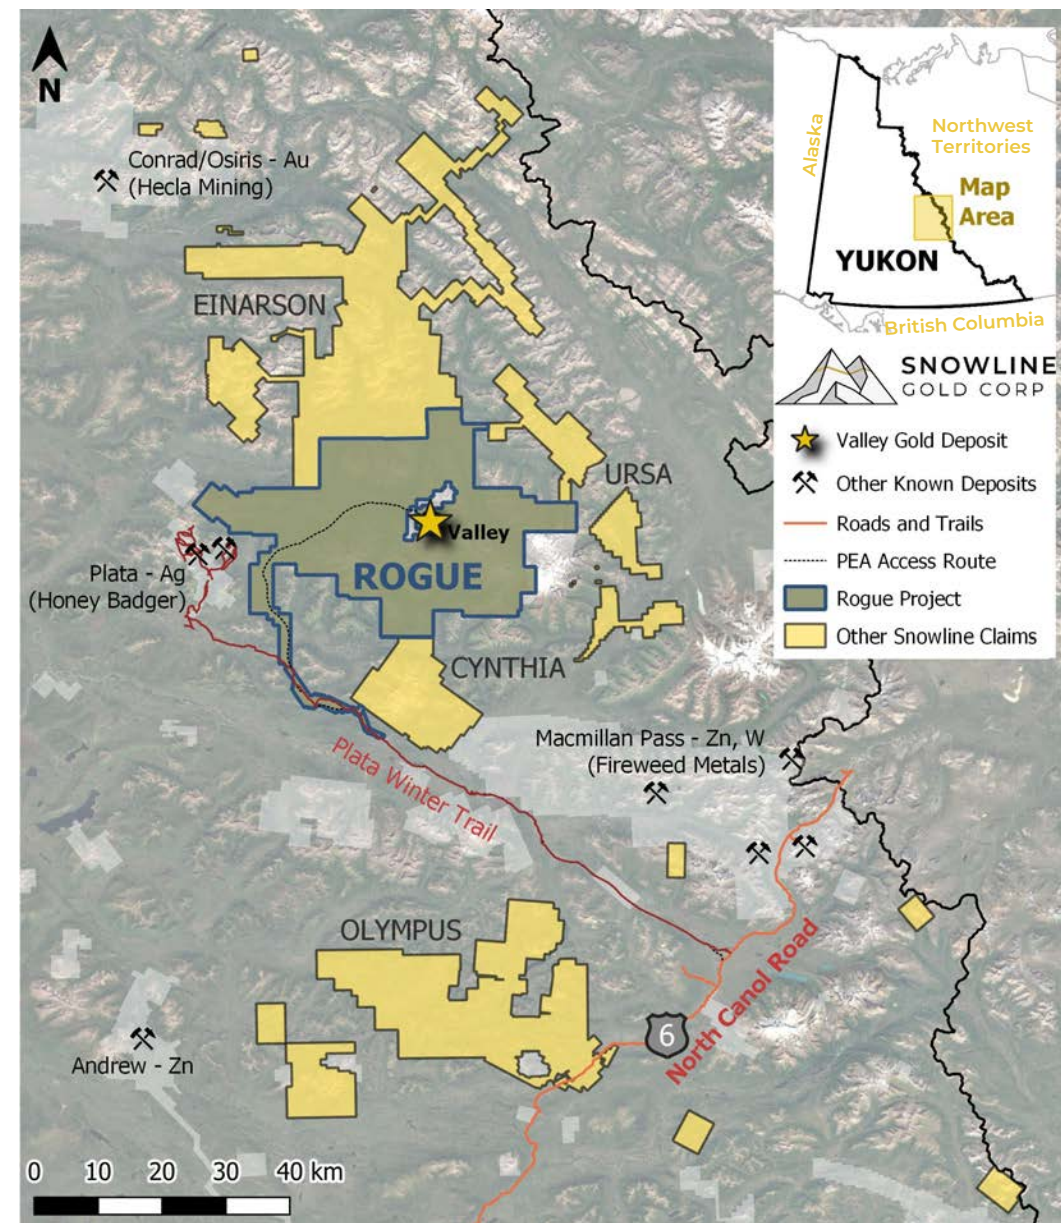 N
Conrad/Osiris - Au
(Hecla Mining)
EINARSON
URSA
Valley
ROGUE
Plata - Ag
(Honey Badger)
CYNTHIA
Macmillan Pass - Zn, W
(Fireweed Metals)
Plata Winter Trail
OLYMPUS
North Canol Road
6
Andrew - Zn
0 10 20 30 40 km
Alaska
Northwest
Territories
Map
Area
YUKON
British Columbia
SNOWLINE
GOLD CORP
Valley Gold Deposit
Other Known Deposits
Roads and Trails
PEA Access Route
Rogue Project
Other Snowline Claims